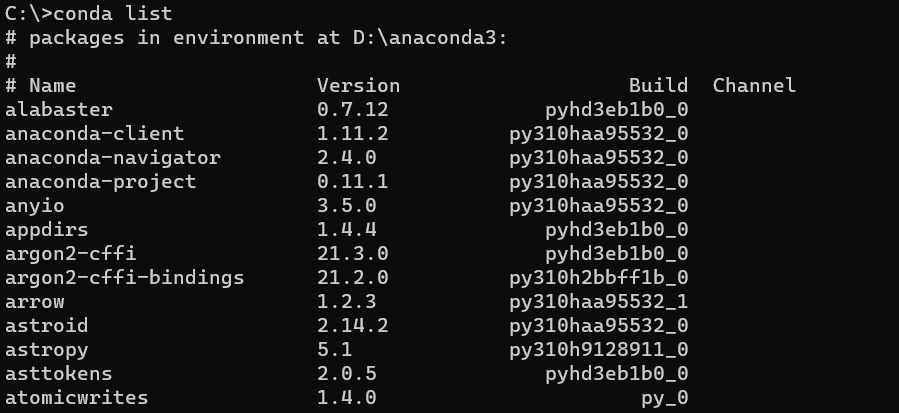 C:\>conda list
# packages in environment at D:\anaconda3:
#
# Name                    Version                   Build  Channel
alabaster                 0.7.12             pyhd3eb1b0_0
anaconda-client           1.11.2          py310haa95532_0
anaconda-navigator        2.4.0           py310haa95532_0
anaconda-project          0.11.1          py310haa95532_0
anyio                     3.5.0           py310haa95532_0
appdirs                   1.4.4              pyhd3eb1b0_0
argon2-cffi               21.3.0             pyhd3eb1b0_0
argon2-cffi-bindings      21.2.0          py310h2bbff1b_0
arrow                     1.2.3           py310haa95532_1
astroid                   2.14.2          py310haa95532_0
astropy                   5.1             py310h9128911_0
asttokens                 2.0.5              pyhd3eb1b0_0
atomicwrites              1.4.0                      py_0